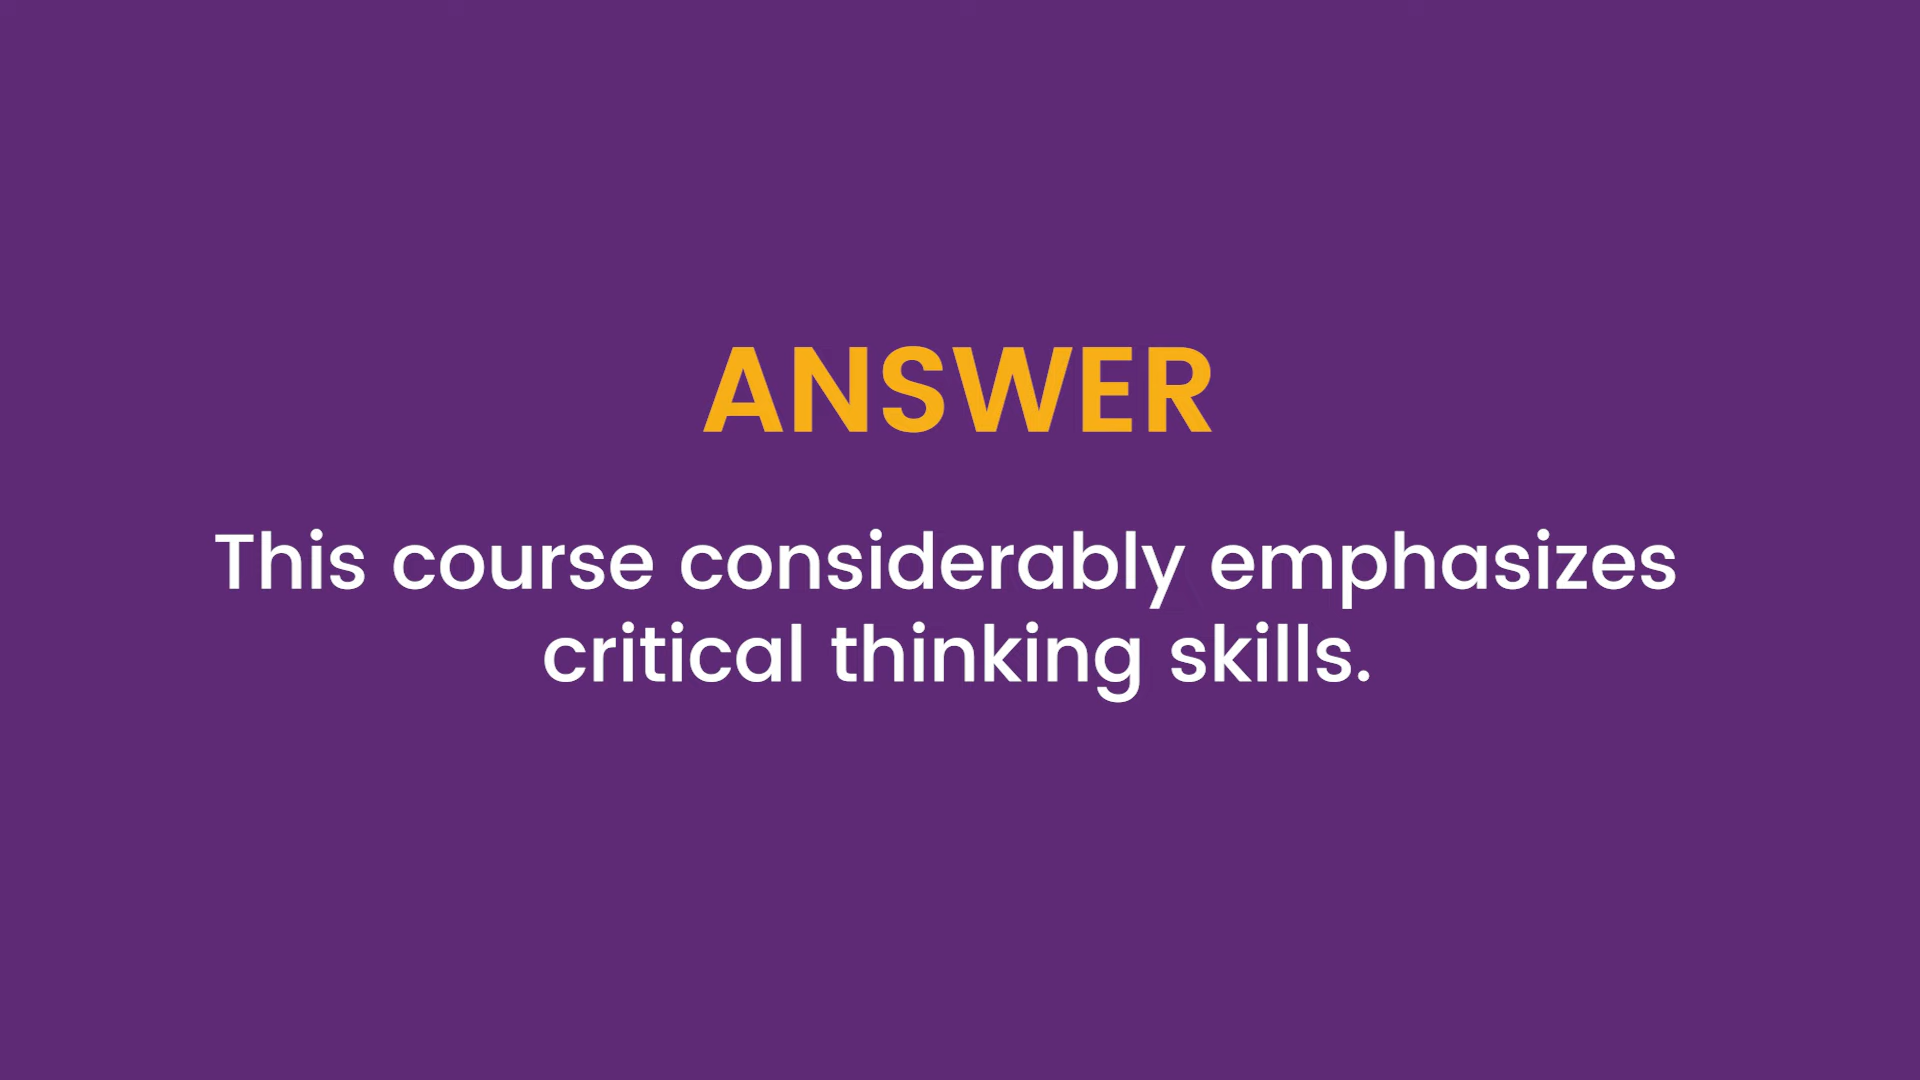 ANSWER
This course considerably emphasizes
critical thinking skills.